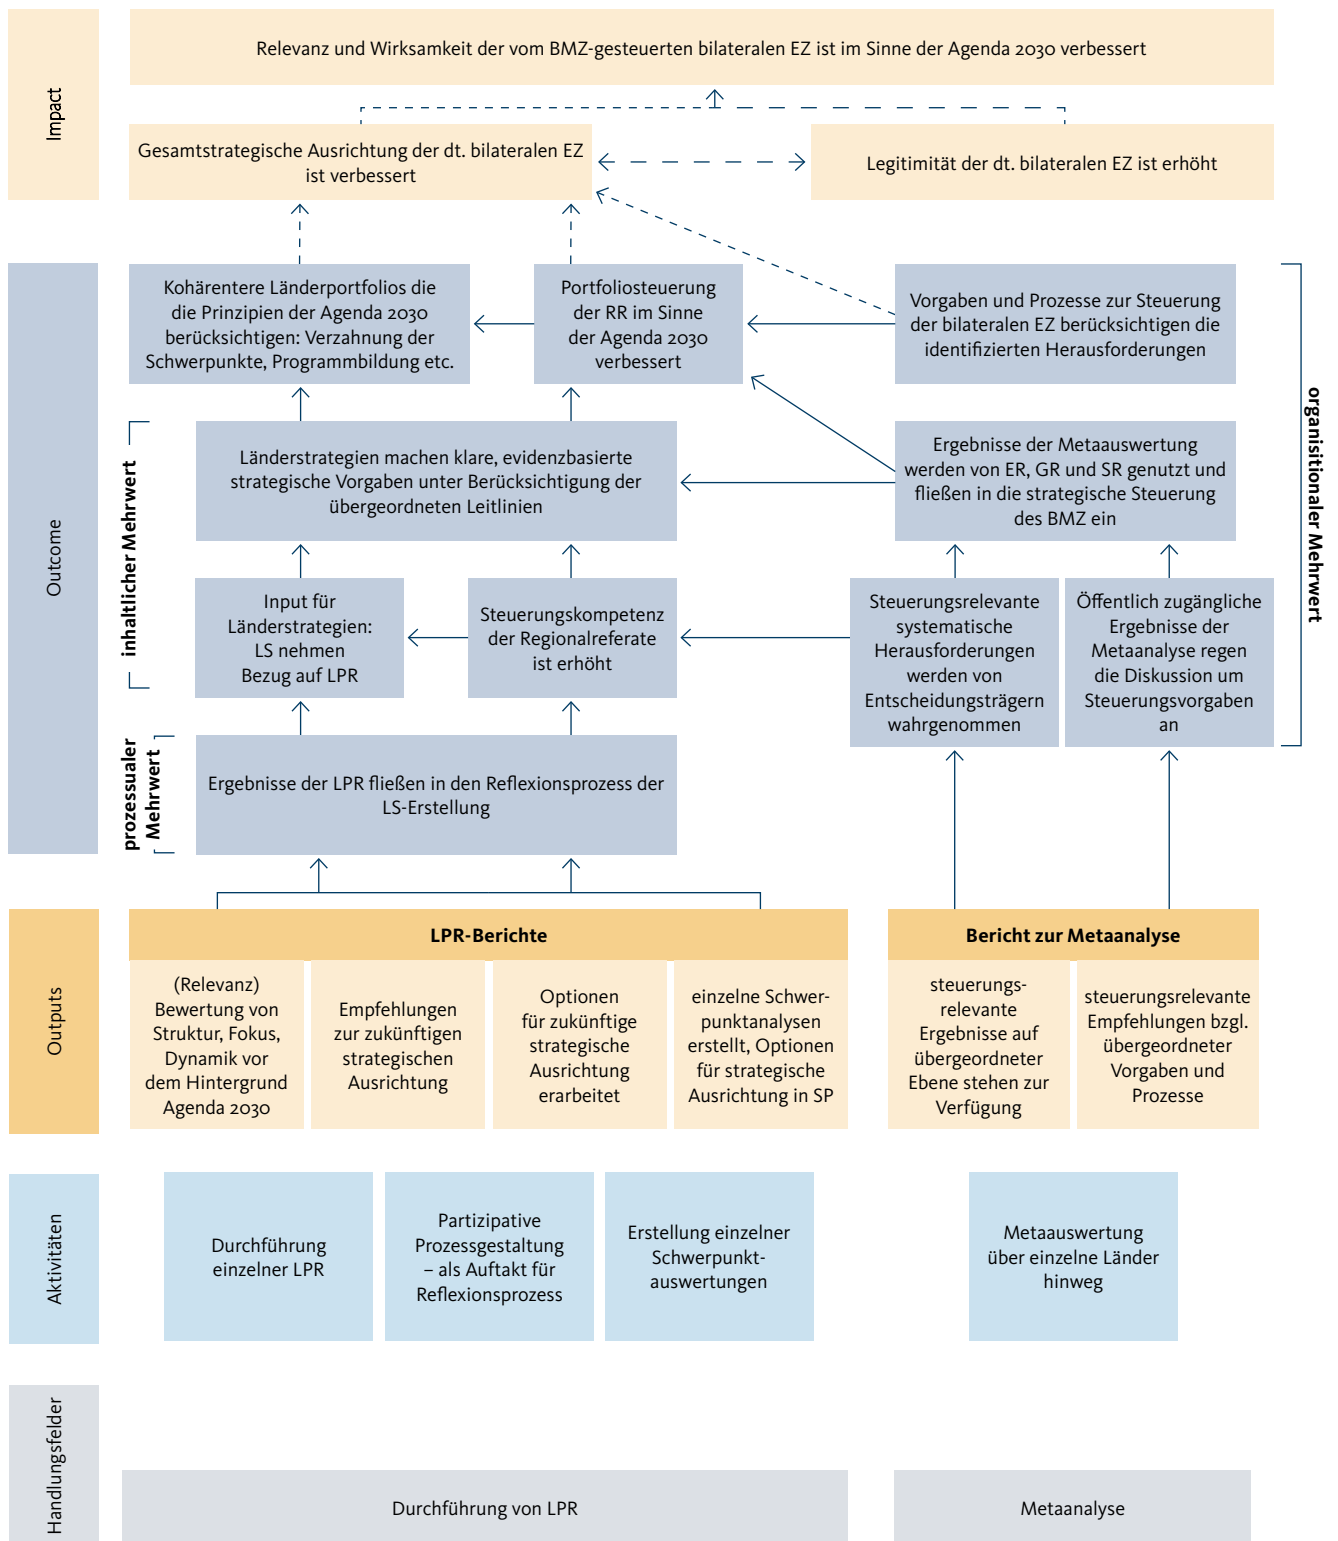 Impact
Relevanz und Wirksamkeit der vom BMZ-gesteuerten bilateralen EZ ist im Sinne der Agenda 2030 verbessert
Gesamtstrategische Ausrichtung der dt. bilateralen EZ
ist verbessert
Legitimität der dt. bilateralen EZ ist erhöht
Outcome
Kohärentere Länderportfolios die
die Prinzipien der Agenda 2030
berücksichtigen: Verzahnung der
Schwerpunkte, Programmbildung etc.
Portfoliosteuerung
der RR im Sinne
der Agenda 2030
verbessert
Vorgaben und Prozesse zur Steuerung
der bilateralen EZ berücksichtigen die
identifizierten Herausforderungen
organisitionaler Mehrwert
inhaltlicher Mehrwert
Länderstrategien machen klare, evidenzbasierte
strategische Vorgaben unter Berücksichtigung der
übergeordneten Leitlinien
Ergebnisse der Metaauswertung
werden von ER, GR und SR genutzt und
fließen in die strategische Steuerung
des BMZ ein
Input für
Länderstrategien:
LS nehmen
Bezug auf LPR
Steuerungskompetenz
der Regionalreferate
ist erhöht
Steuerungsrelevante
systematische
Herausforderungen
werden von
Entscheidungsträgern
wahrgenommen
Öffentlich zugängliche
Ergebnisse der
Metaanalyse regen
die Diskussion um
Steuerungsvorgaben
an
prozessualer
Mehrwert
Ergebnisse der LPR fließen in den Reflexionsprozess der
LS-Erstellung
Outputs
LPR-Berichte
(Relevanz)
Bewertung von
Struktur, Fokus,
Dynamik vor
dem Hintergrund
Agenda 2030
Empfehlungen
zur zukünftigen
strategischen
Ausrichtung
Optionen
für zukünftige
strategische
Ausrichtung
erarbeitet
einzelne Schwer-
punktanalysen
erstellt, Optionen
für strategische
Ausrichtung in SP
Bericht zur Metaanalyse
steuerungs-
relevante
Ergebnisse auf
übergeordneter
Ebene stehen zur
Verfügung
steuerungsrelevante
Empfehlungen bzgl.
übergeordneter
Vorgaben und
Prozesse
Aktivitäten
Durchführung
einzelner LPR
Partizipative
Prozessgestaltung
– als Auftakt für
Reflexionsprozess
Erstellung einzelner
Schwerpunkt-
auswertungen
Metaauswertung
über einzelne Länder
hinweg
Handlungsfelder
Durchführung von LPR
Metaanalyse